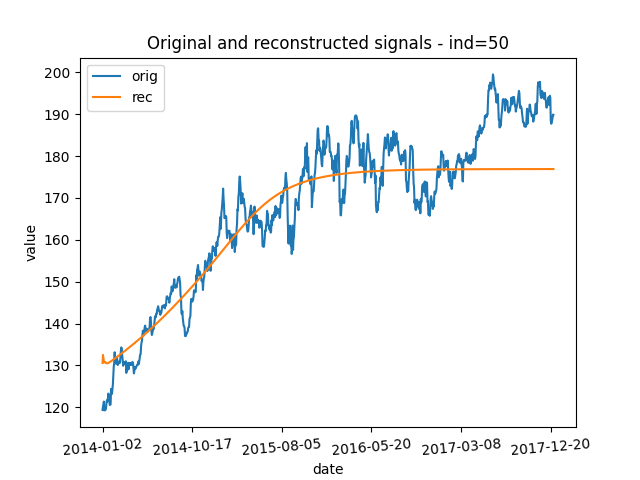 Original and reconstructed signals - ind=50
orig
rec
200
190
180
170
160
150
140
130
120
value
2014-01-02 2014-10-17 2015-08-05 2016-05-20 2017-03-08 2017-12-20
date